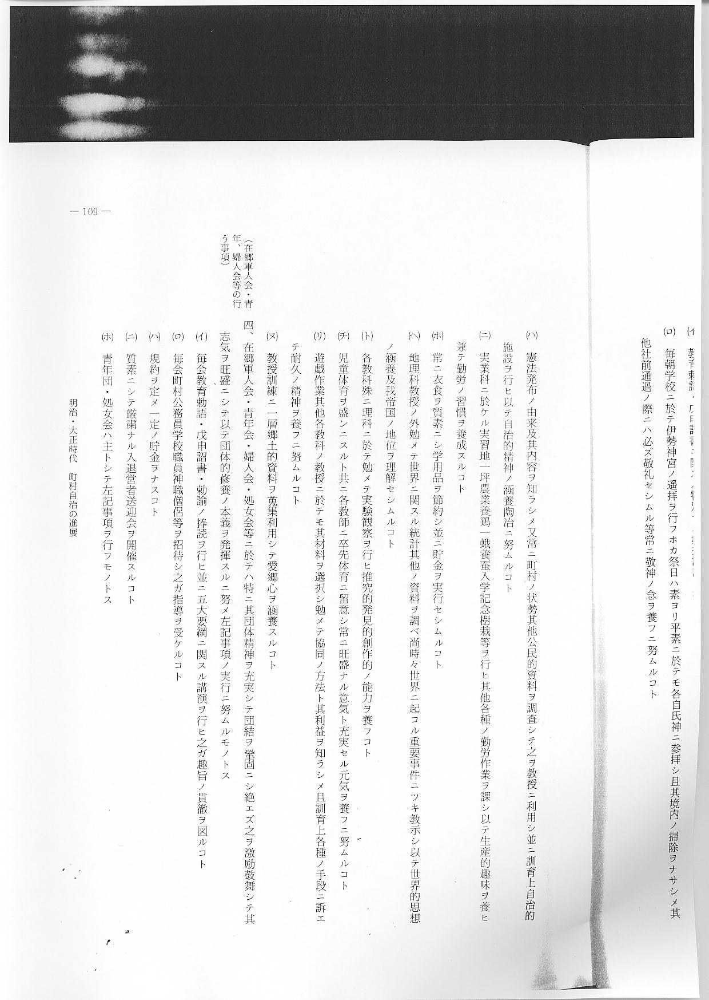 ㈺ 毎朝学校ニ於テ伊勢神宮ノ遥拝ヲ行フホカ祭日ハ素ヨリ平素ニ於テモ各自氏神ニ参拝シ且其境内ノ掃除ヲナサシメ其
他社前通過ノ際ニハ必ズ敬礼セシムル等常ニ敬神ノ念ヲ養フニ努ムルコト
(ハ) 憲法発布ノ由来及其内容ヲ知ラシメ又常ニ町村ノ状勢其他公民的資料ヲ調査シテ之ヲ教授ニ利用シ並ニ訓育上自治的
施設ヲ行ヒ以テ自治的精神ノ涵養陶冶ニ努ムルコト
(ニ) 実業科ニ於ケル実習地一坪農業養鶏一蛾養蚕入学記念樹栽等ヲ行ヒ其他各種ノ勤労作業ヲ課シ以テ生産的趣味ヲ養ヒ
兼テ勤労ノ習慣ヲ養成スルコト
(ホ) 常ニ衣食ヲ質素ニシ学用品ヲ節約シ並ニ貯金ヲ実行セシムルコト
(ヘ) 地理科教授ノ外勉メテ世界ニ関スル統計其他ノ資料ヲ調ベ尚時々世界ニ起コル重要事件ニツキ教示シ以テ世界的思想
ノ涵養及我帝国ノ地位ヲ理解セシムルコト
(ト) 各教科殊ニ理科ニ於テ勉メテ実験観察ヲ行ヒ推究的発見的創作的ノ能力ヲ養フコト
(チ) 児童体育ヲ盛ンニスルト共ニ各教師ニ卒先体育ニ留意シ常ニ旺盛ナル意気ト充実セル元気ヲ養フニ努ムルコト
(リ) 遊戯作業其他各教科ノ教授ニ於テモ其材料ヲ選択シ勉メテ協同ノ方法ト其利益ヲ知ラシメ且訓育上各種ノ手段ニ訴エ
テ耐久ノ精神ヲ養フニ努ムルコト
(ヌ) 教授訓練ニ一層郷土的資料ヲ蒐集利用シテ愛郷心ヲ涵養スルコト
(在郷軍人会・青
年、婦人会等の行
う事項)
四、在郷軍人会・青年会・婦人会・処女会等ニ於テハ特ニ其団体精神ヲ充実シテ団結ヲ鞏固ニシ絶エズ之ヲ激励鼓舞シテ其
志気ヲ旺盛ニシテ以テ団体的修養ノ本義ヲ発揮スルニ努メ左記事項ノ実行ニ努ムルモノトス
(イ) 毎会教育勅語・戊申詔書・勅諭ノ捧読ヲ行ヒ並ニ五大要綱ニ関スル講演ヲ行ヒ之ガ趣旨ノ貫徹ヲ図ルコト
(ロ) 毎会町村公務員学校職員神職僧侶等ヲ招待シ之ガ指導ヲ受ケルコト
(ハ) 規約ヲ定メ一定ノ貯金ヲナスコト
(ニ) 質素ニシテ厳粛ナル入退営者送迎会ヲ開催スルコト
(ホ) 青年団・処女会ハ主トシテ左記事項ヲ行フモノトス
明治・大正時代 町村自治の進展
— 109 —